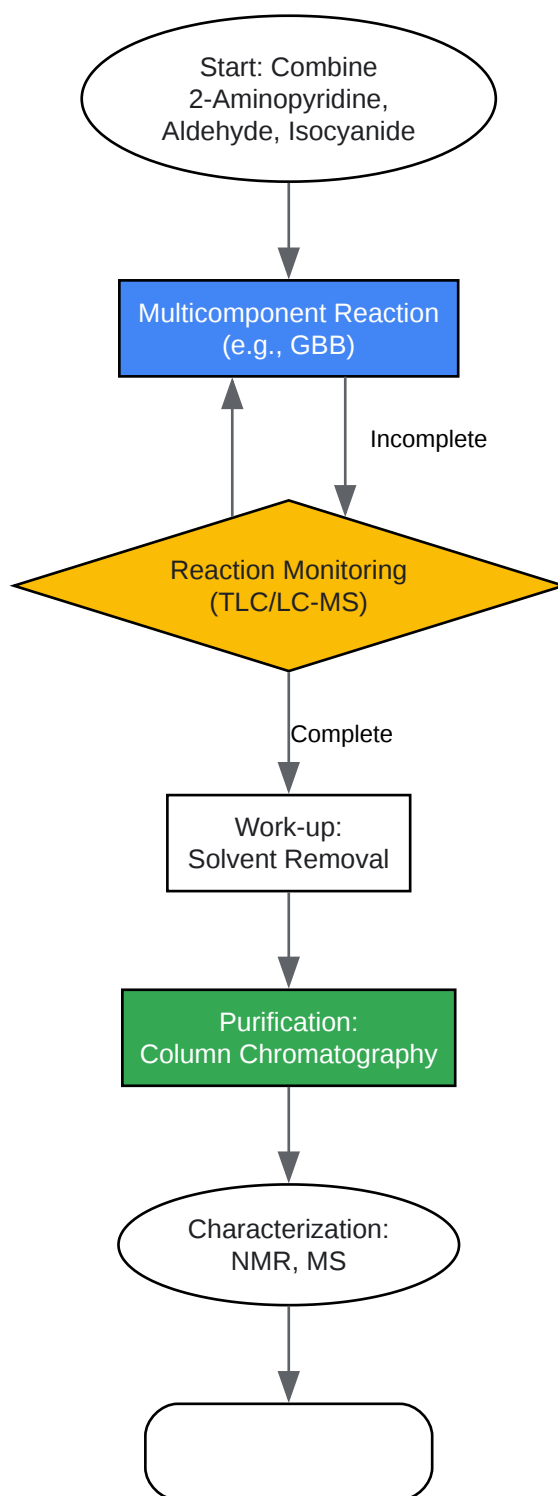 Start: Combine
2-Aminopyridine,
Aldehyde, Isocyanide
Multicomponent Reaction
(e.g., GBB)
Incomplete
Reaction Monitoring
(TLC/LC-MS)
Complete
Work-up:
Solvent Removal
Purification:
Column Chromatography
Characterization:
NMR, MS